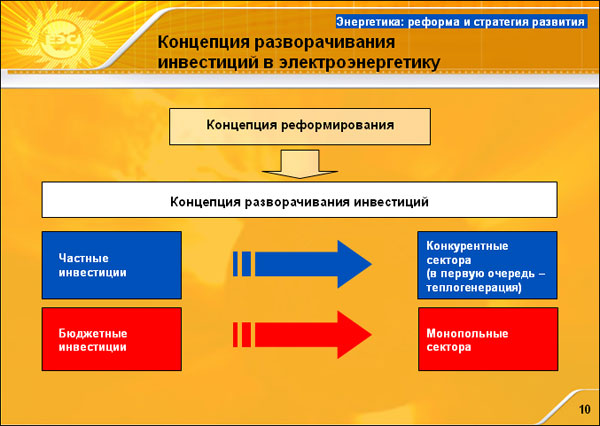 Энергетика: реформа и стратегия развития
ЕЭС
Концепция разворачивания
инвестиций в электроэнергетику
Концепция реформирования
Концепция разворачивания инвестиций
Частные
инвестиции
Конкурентные
сектора
(в первую очередь –
теплогенерация)
Бюджетные
инвестиции
Монопольные
сектора
10